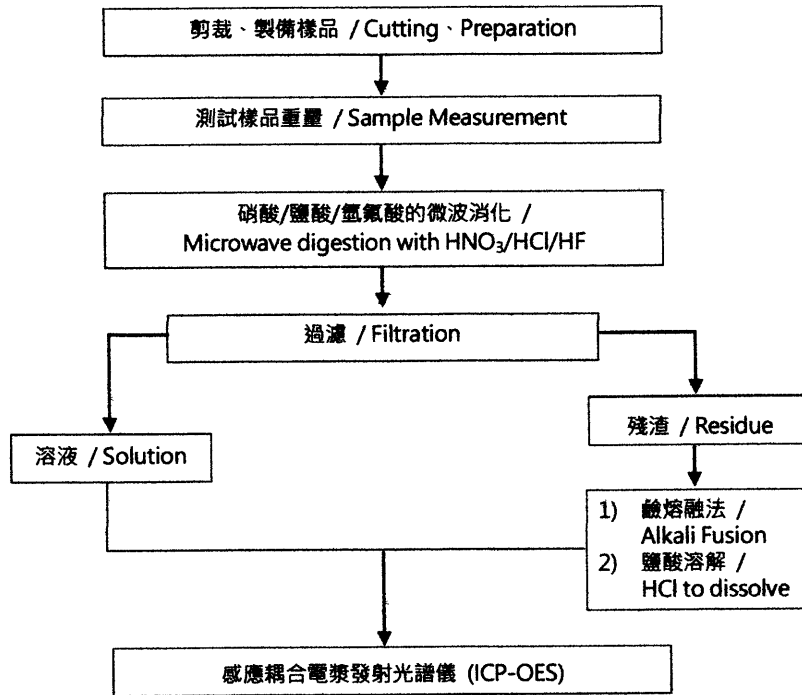 剪裁、製備樣品 / Cutting、Preparation
測試樣品重量 / Sample Measurement
硝酸/鹽酸/氫氟酸的微波消化 /
Microwave digestion with HNO₃/HCl/HF
過濾 / Filtration
溶液 / Solution
殘渣 / Residue
1) 鹼熔融法 /
Alkali Fusion
2) 鹽酸溶解 /
HCl to dissolve
感應耦合電漿發射光譜儀 (ICP-OES)